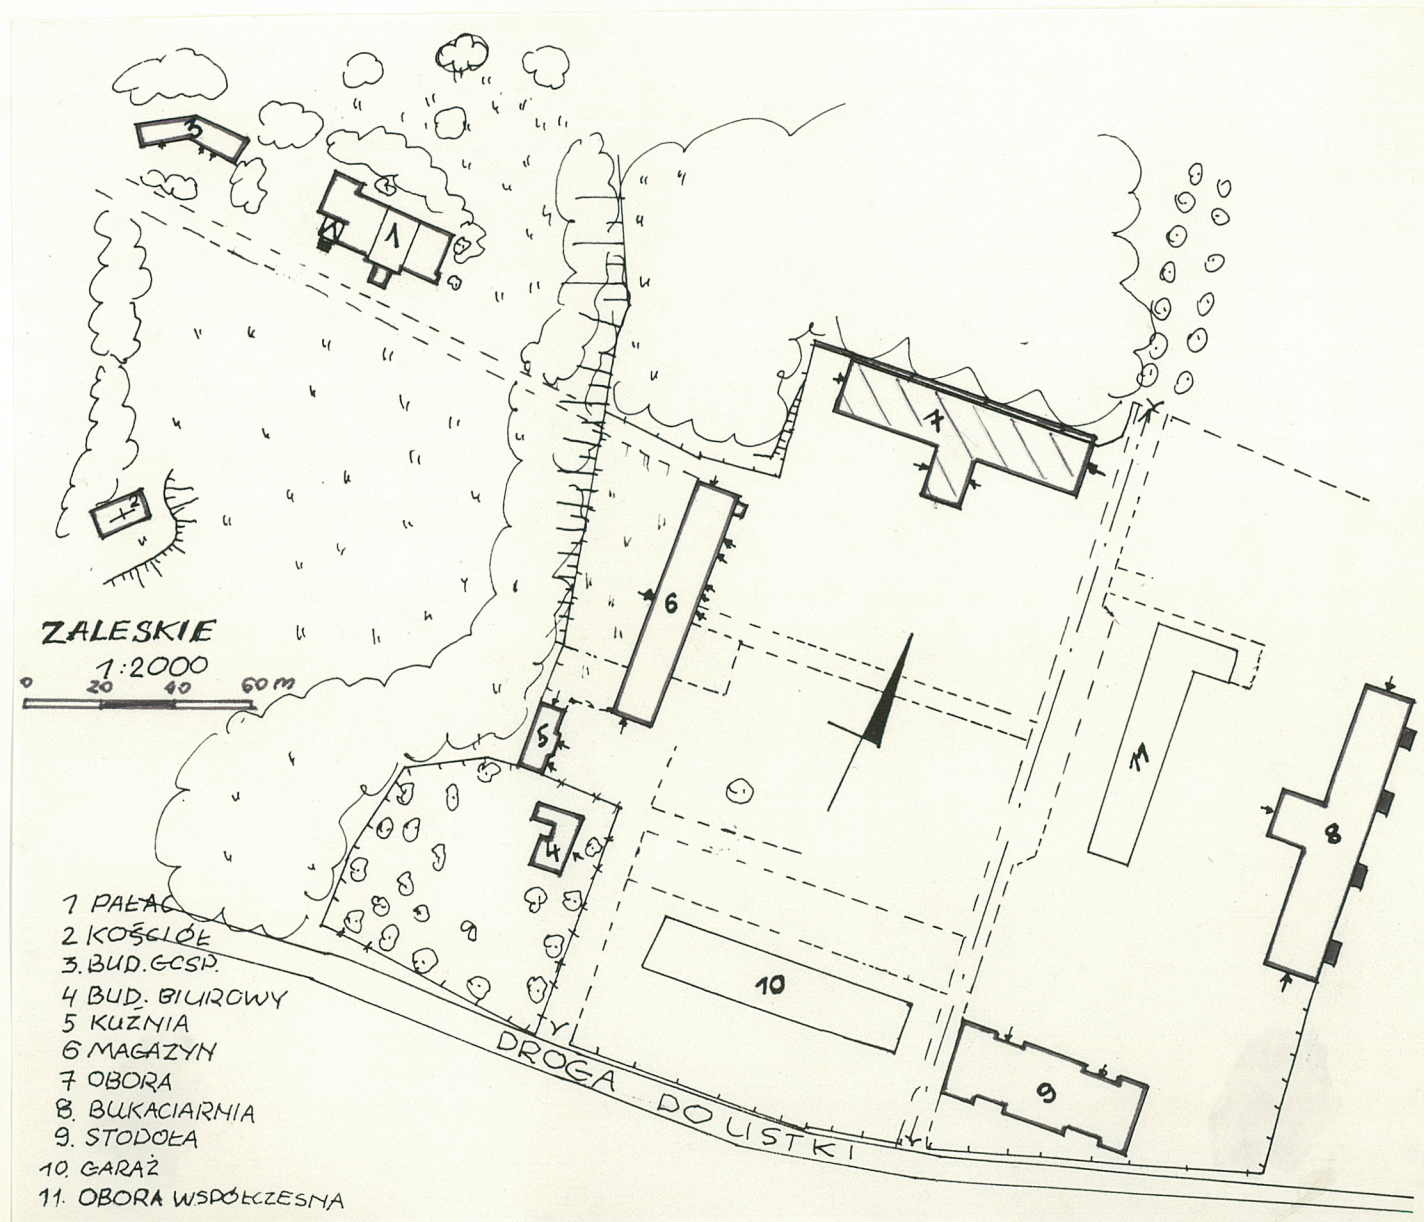 3
1
2
7
6
ZALESKIE
1:2000
0 20 40 60 m
5
11
4
8
10
9
DROGA DO LISTKI
1 PAŁAC
2 KOŚCIÓŁ
3. BUD. GOSP.
4 BUD. BIUROWY
5 KUŹNIA
6 MAGAZYN
7 OBORA
8. BUKACIARNIA
9. STODOŁA
10. GARAŻ
11. OBORA WSPÓŁCZESNA